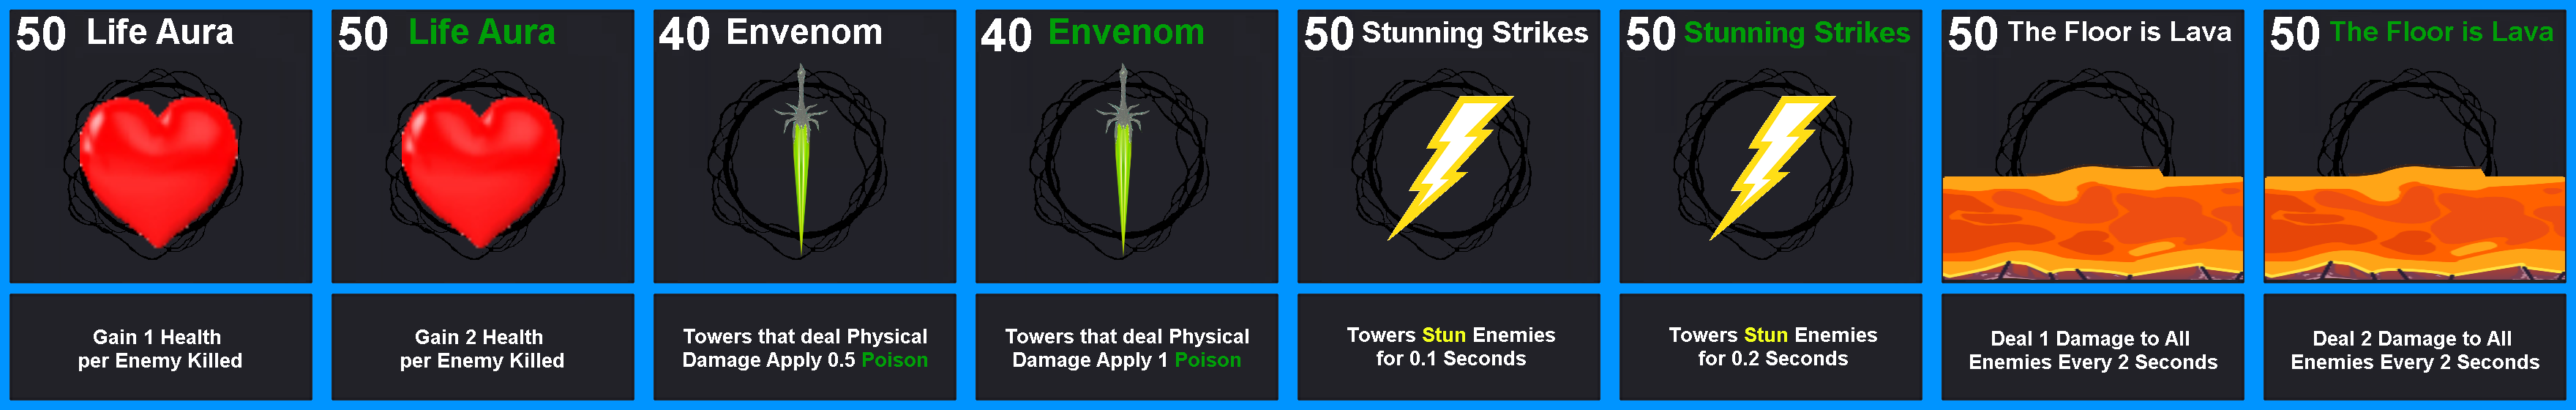 50 Life Aura
Gain 1 Health
per Enemy Killed
50 Life Aura
Gain 2 Health
per Enemy Killed
40 Envenom
Towers that deal Physical
Damage Apply 0.5 Poison
40 Envenom
Towers that deal Physical
Damage Apply 1 Poison
50 Stunning Strikes
Towers Stun Enemies
for 0.1 Seconds
50 Stunning Strikes
Towers Stun Enemies
for 0.2 Seconds
50 The Floor is Lava
Deal 1 Damage to All
Enemies Every 2 Seconds
50 The Floor is Lava
Deal 2 Damage to All
Enemies Every 2 Seconds